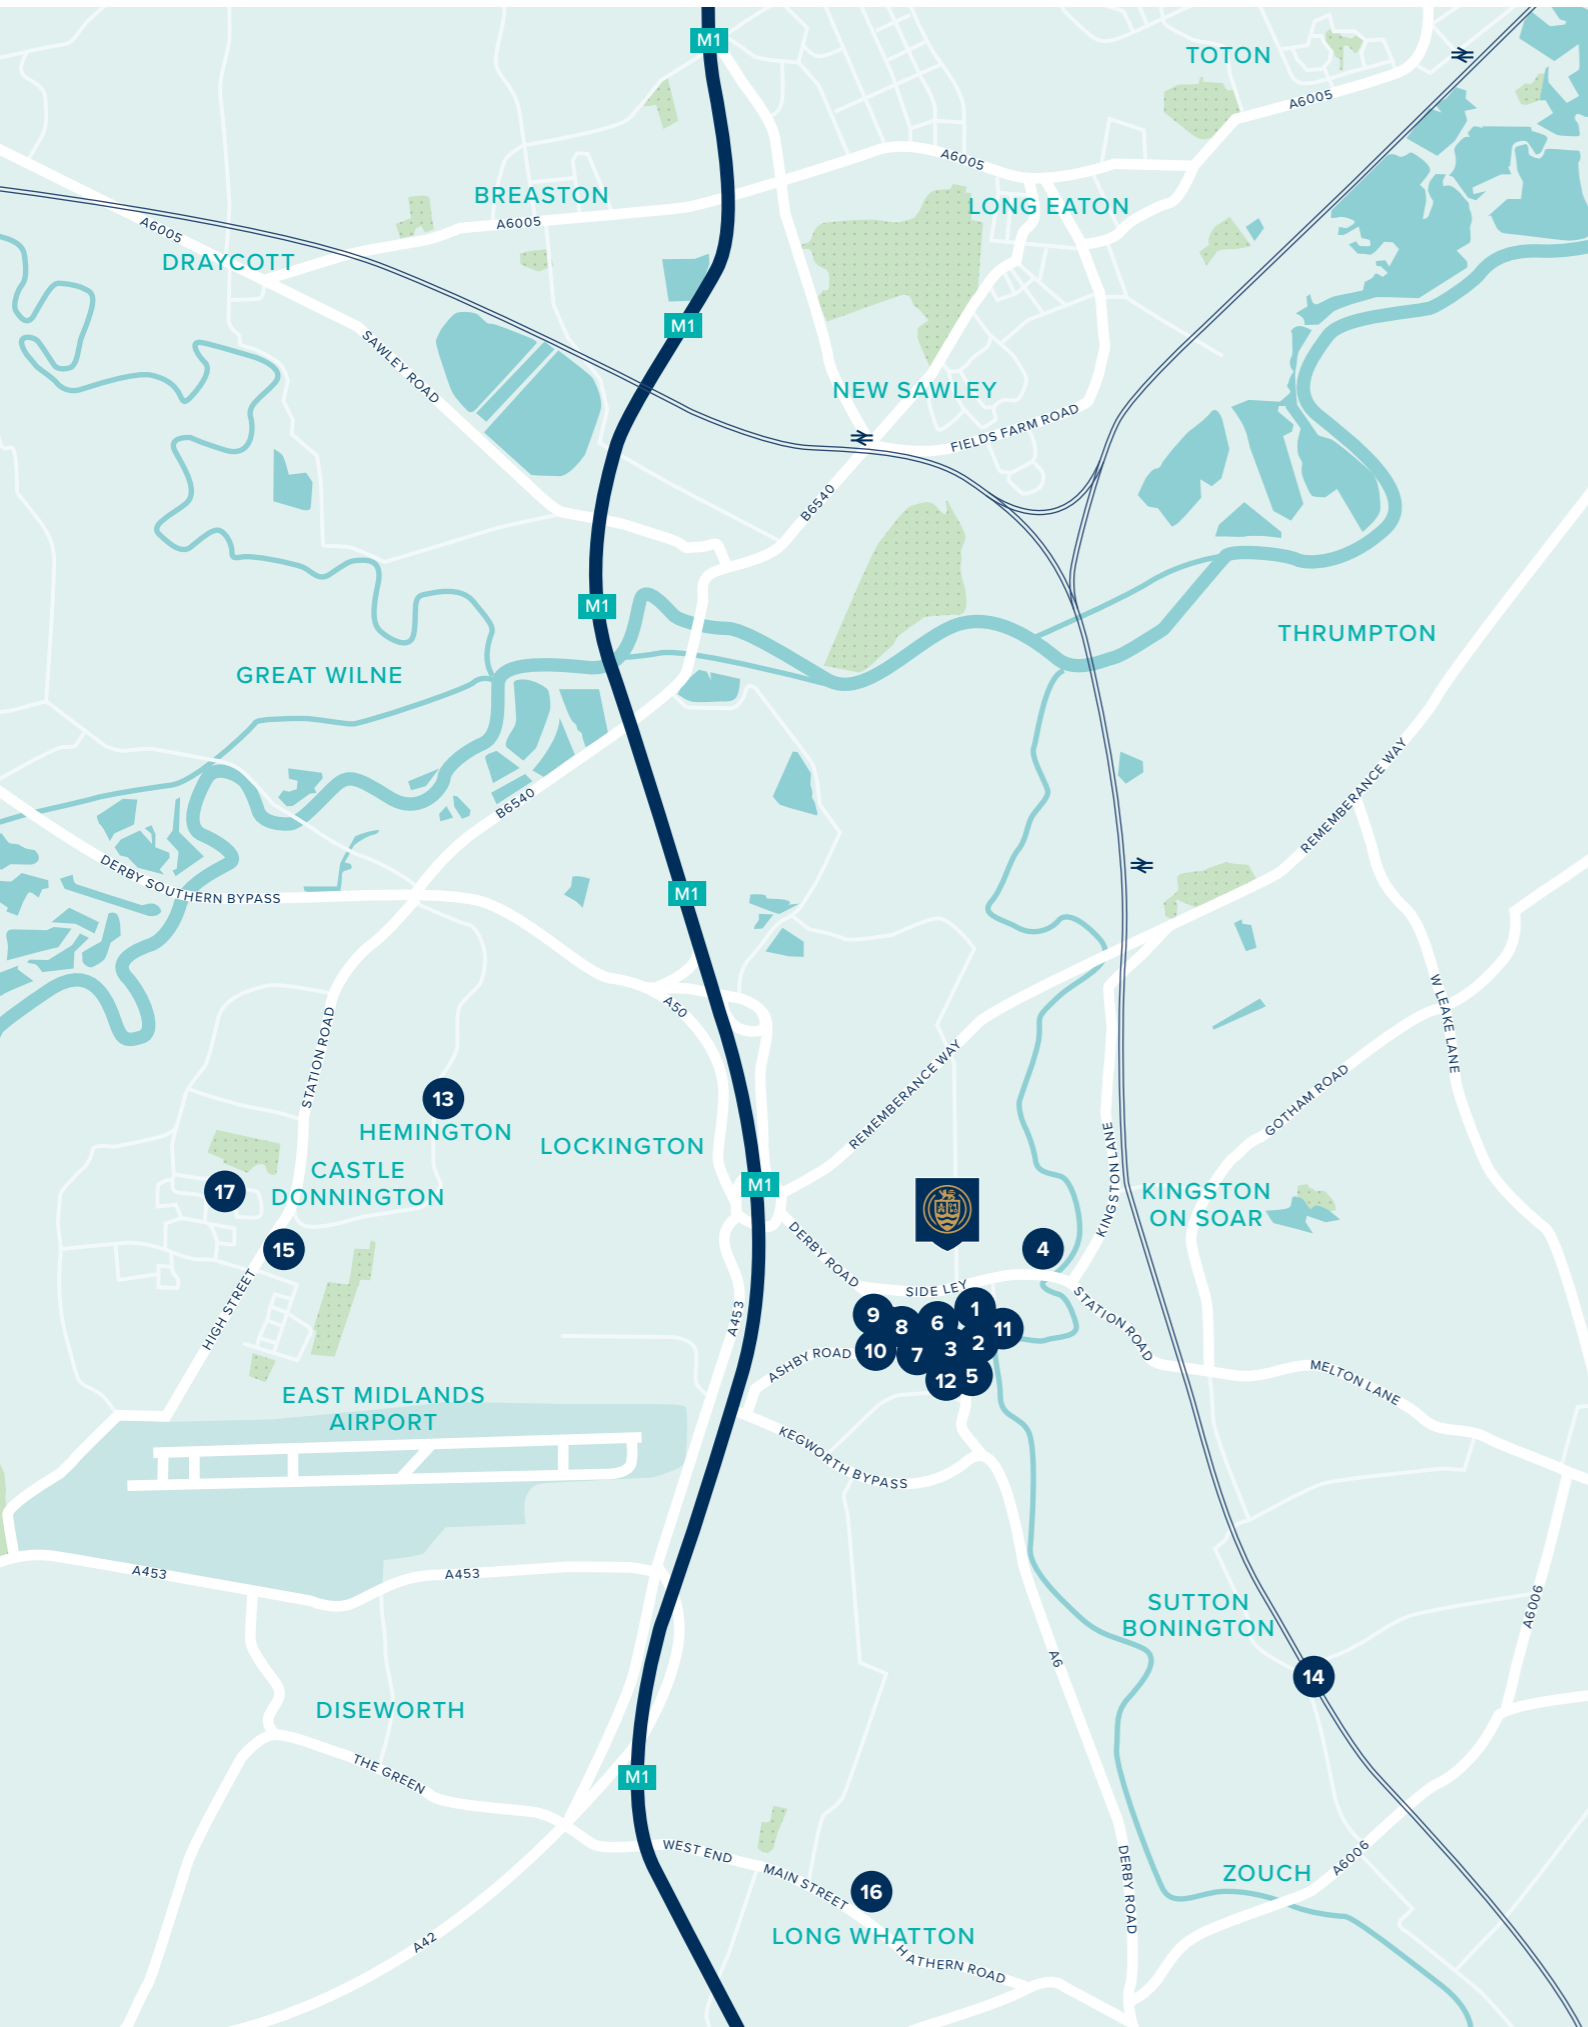 M1
TOTON
A6005
A6005
BREASTON
A6005
LONG EATON
A6005
DRAYCOTT
M1
SAWLEY ROAD
NEW SAWLEY
FIELDS FARM ROAD
B6540
M1
THRUMPTON
GREAT WILNE
REMEMBERANCE WAY
B6540
DERBY SOUTHERN BYPASS
M1
W LEAKE LANE
A50
STATION ROAD
REMEMBERANCE WAY
GOTHAM ROAD
13
HEMINGTON
LOCKINGTON
KINGSTON LANE
CASTLE
DONNINGTON
17
M1
KINGSTON
ON SOAR
15
DERBY ROAD
4
SIDE LEY
HIGH STREET
A453
STATION ROAD
9
8
6
1
11
10
7
3
2
12
5
ASHBY ROAD
MELTON LANE
EAST MIDLANDS
AIRPORT
KEGWORTH BYPASS
A453
A453
SUTTON
BONINGTON
A6006
A6
14
DISEWORTH
THE GREEN
M1
WEST END
MAIN STREET
16
DERBY ROAD
ZOUCH
A6006
LONG WHATTON
A42
HATHERN ROAD